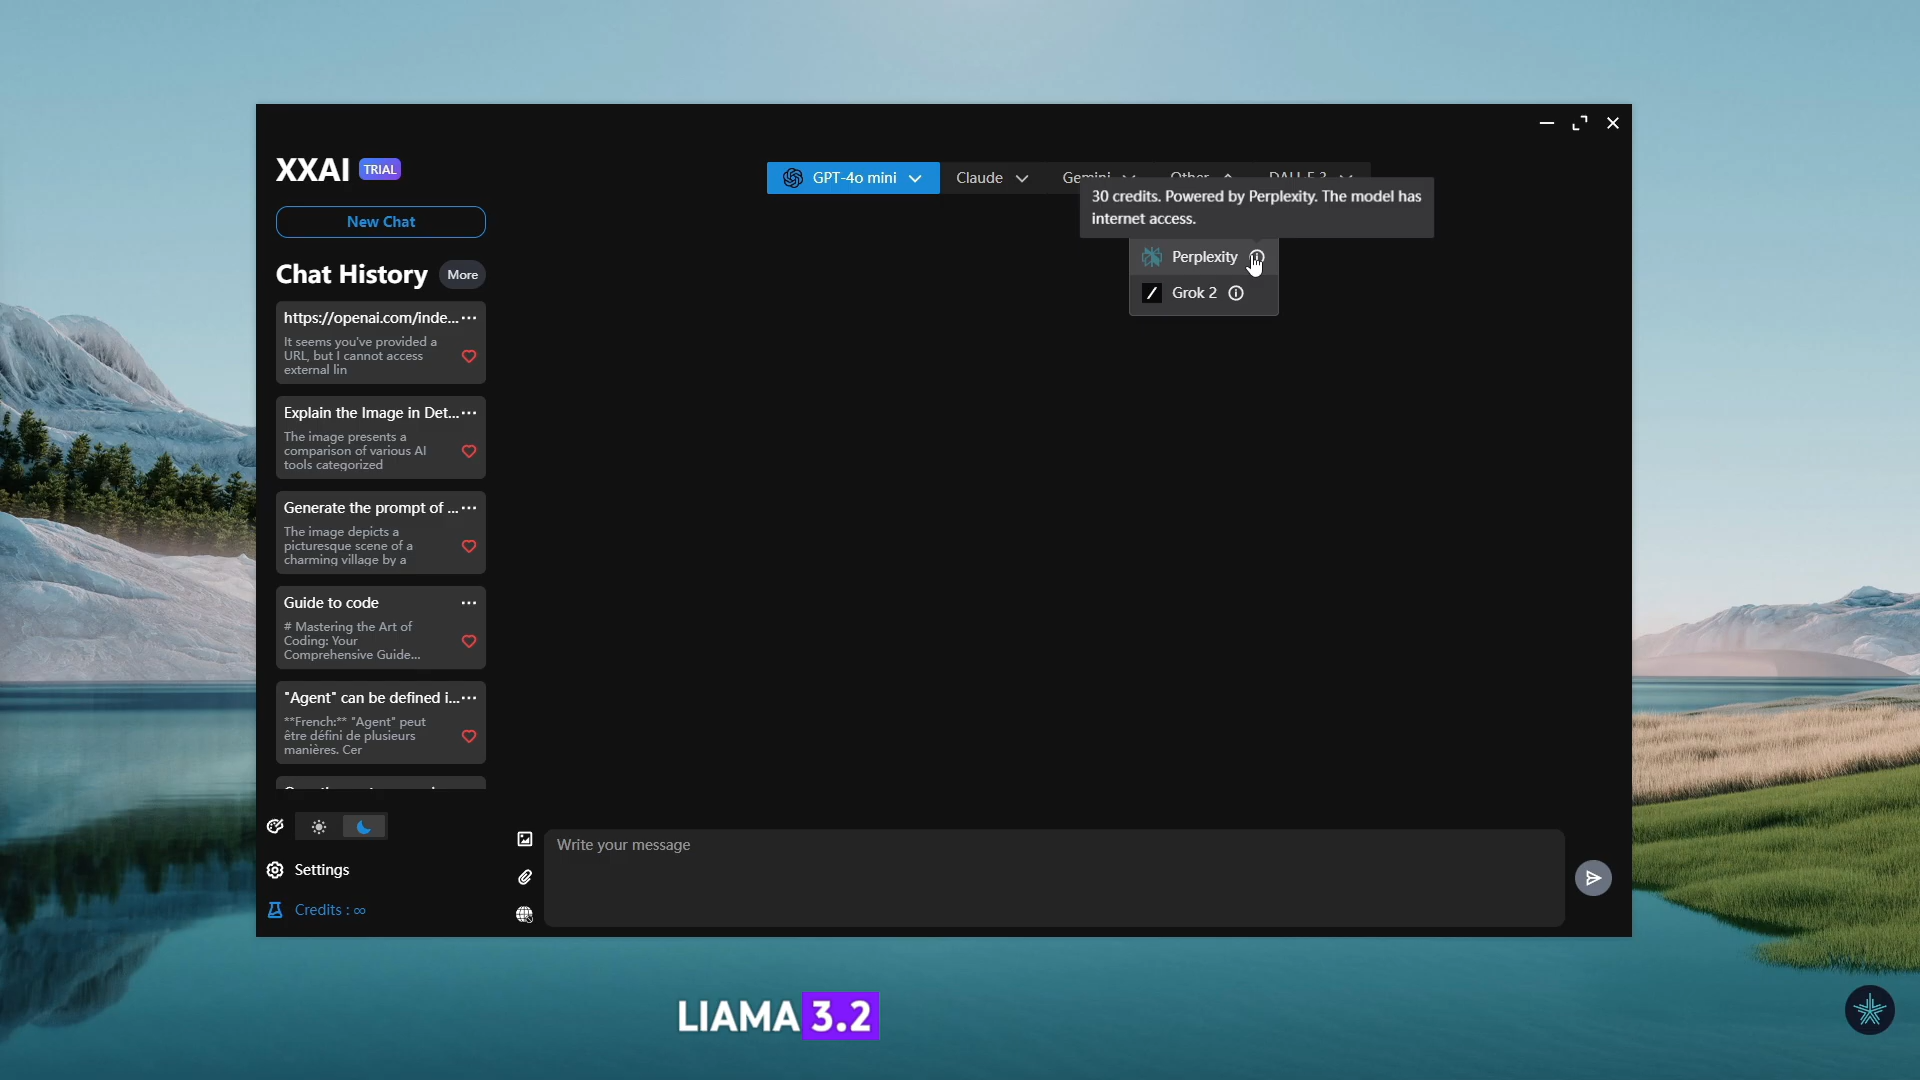 XXAI TRIAL
GPT-4o mini
Claude
30 credits. Powered by Perplexity. The model has
internet access.
New Chat
Perplexity
Grok 2
Chat History
More
https://openai.com/inde...
It seems you've provided a
URL, but I cannot access
external lin
Explain the Image in Det...
The image presents a
comparison of various AI
tools categorized
Generate the prompt of ...
The image depicts a
picturesque scene of a
charming village by a
Guide to code
# Mastering the Art of
Coding: Your
Comprehensive Guide...
"Agent" can be defined i...
**French:** "Agent" peut
être défini de plusieurs
manières. Cer
Settings
Credits : ∞
Write your message
LIAMA 3.2